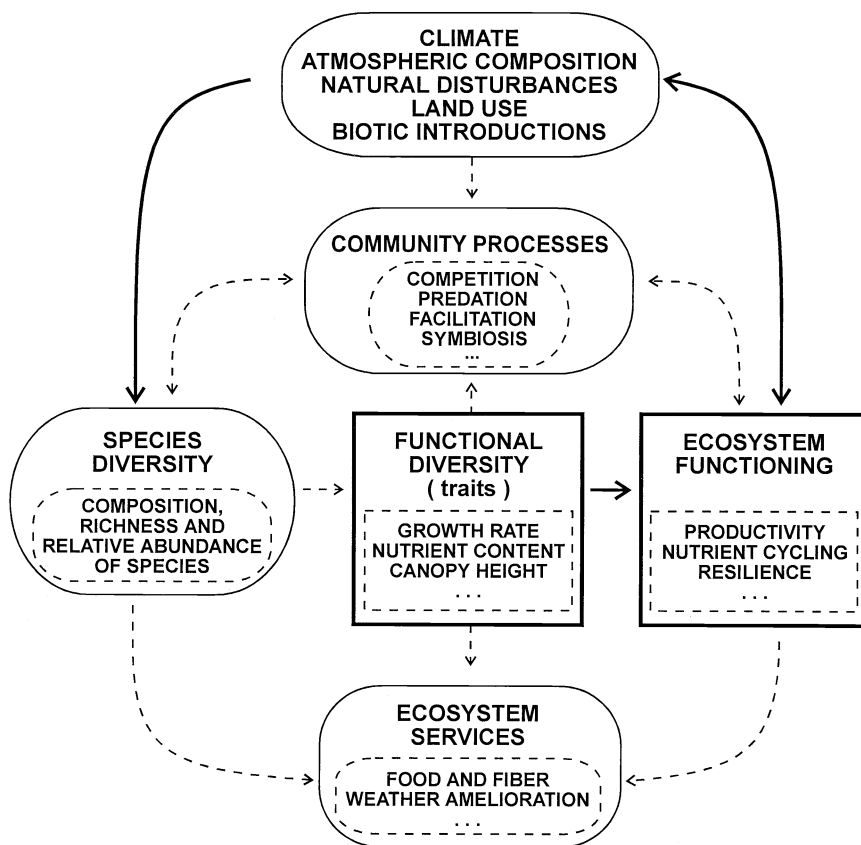 CLIMATE
ATMOSPHERIC COMPOSITION
NATURAL DISTURBANCES
LAND USE
BIOTIC INTRODUCTIONS
COMMUNITY PROCESSES
COMPETITION
PREDATION
FACILITATION
SYMBIOSIS
...
SPECIES
DIVERSITY
COMPOSITION,
RICHNESS AND
RELATIVE ABUNDANCE
OF SPECIES
FUNCTIONAL
DIVERSITY
( traits )
GROWTH RATE
NUTRIENT CONTENT
CANOPY HEIGHT
. . .
ECOSYSTEM
FUNCTIONING
PRODUCTIVITY
NUTRIENT CYCLING
RESILIENCE
. . .
ECOSYSTEM
SERVICES
FOOD AND FIBER
WEATHER AMELIORATION
. . .